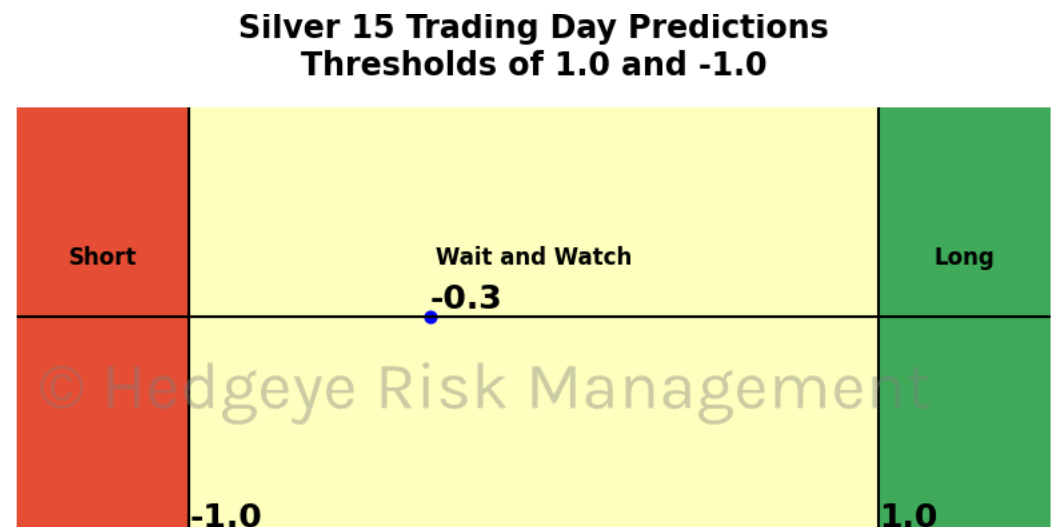 Silver 15 Trading Day Predictions
Thresholds of 1.0 and -1.0
Short
Wait and Watch
Long
-0.3
© Hedgeye Risk Management
-1.0
1.0